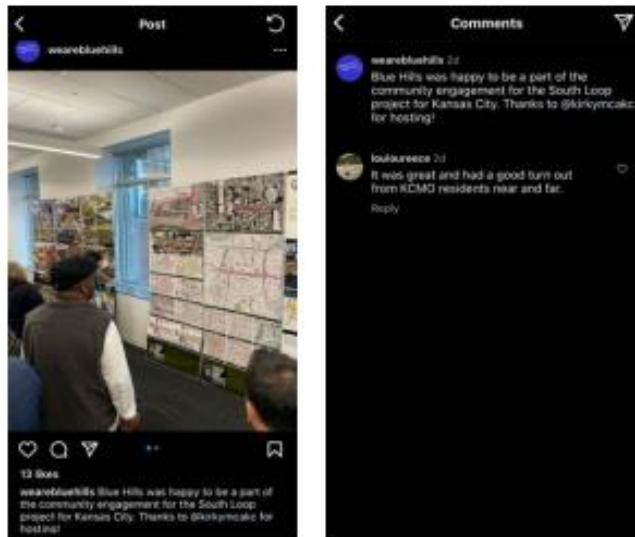 Post
wearebluehills
13 likes
wearebluehills Blue Hills was happy to be a part of
the community engagement for the South Loop
project for Kansas City. Thanks to @kirkymcakc for
hosting!
Comments
wearebluehills 2d
Blue Hills was happy to be a part of the
community engagement for the South Loop
project for Kansas City. Thanks to @kirkymcakc
for hosting!
louloureece 2d
It was great and had a good turn out
from KCMO residents near and far.
Reply